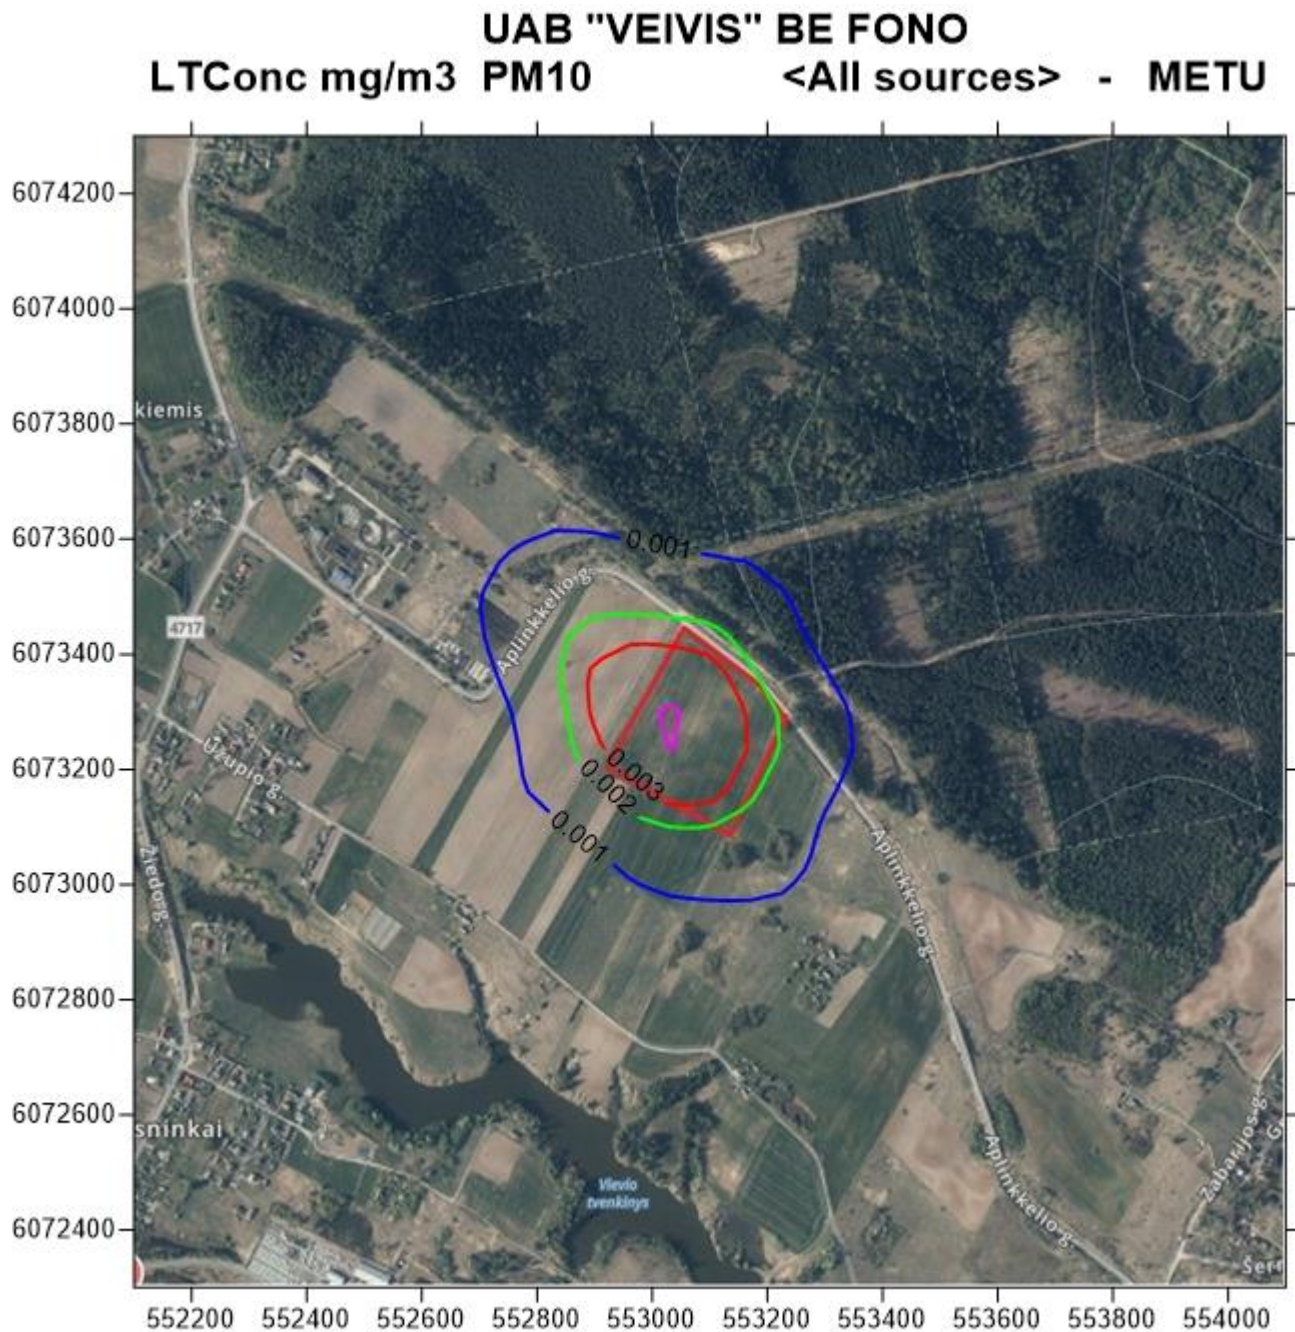 UAB "VEIVIS" BE FONO
LTConc mg/m3 PM10 <All sources> - METU
6074200
6074000
6073800
6073600
6073400
6073200
6073000
6072800
6072600
6072400
kiemis
0.001
Aplinkkelio g.
4717
Užupio g.
0.003
0.002
0.001
Žiedo g.
Aplinkkelio g.
sninkai
Vievio
tvenkinys
Aplinkkelio g.
Žabarijos g.
G.
552200 552400 552600 552800 553000 553200 553400 553600 553800 554000